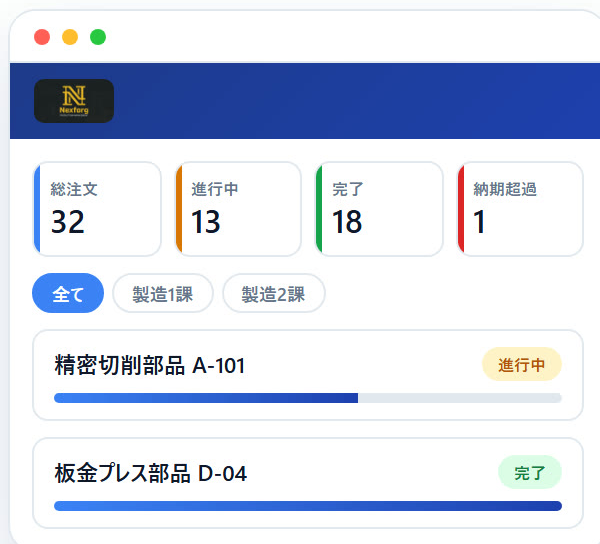 N
Nexforg
総注文
32
進行中
13
完了
18
納期超過
1
全て
製造1課
製造2課
精密切削部品 A-101
進行中
板金プレス部品 D-04
完了